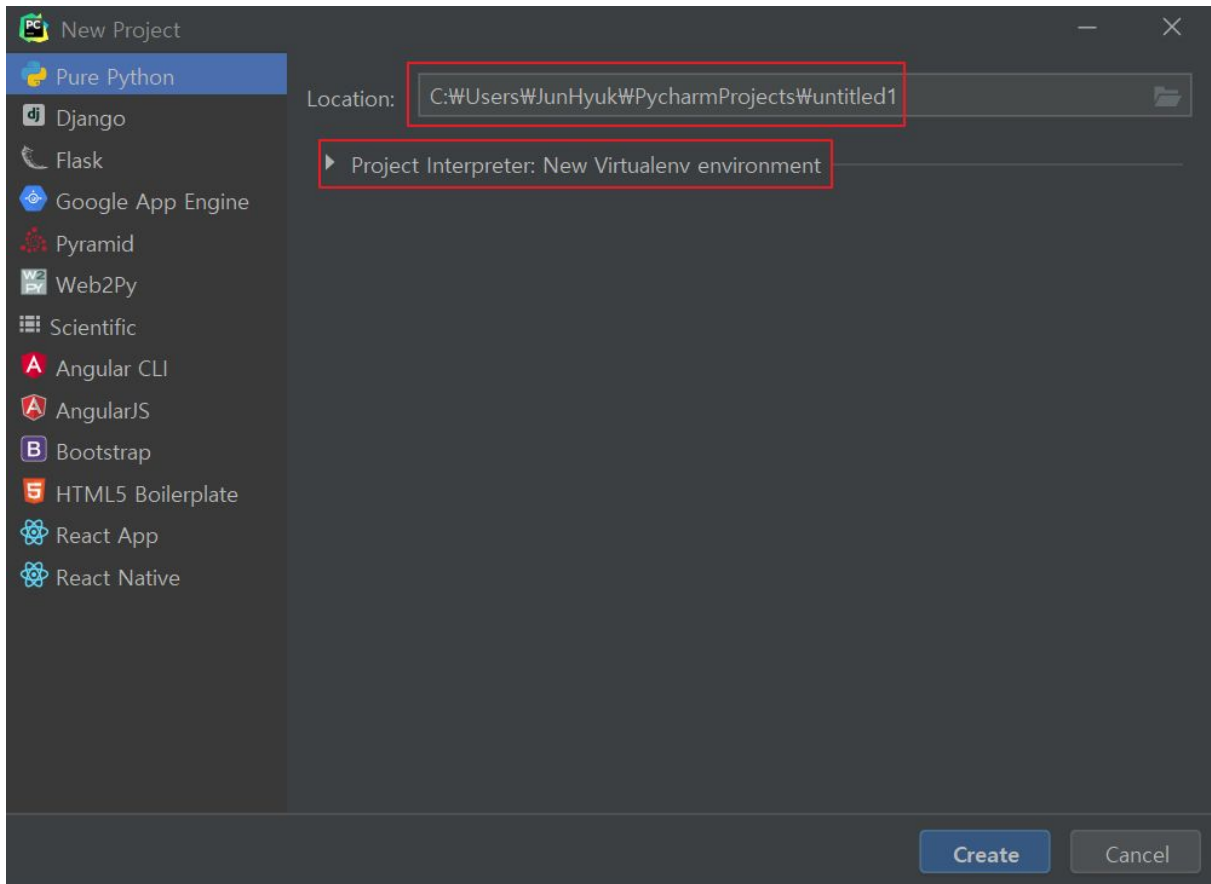 New Project
Pure Python
Django
Flask
Google App Engine
Pyramid
Web2Py
Scientific
Angular CLI
AngularJS
Bootstrap
HTML5 Boilerplate
React App
React Native
Location: C:₩Users₩JunHyuk₩PycharmProjects₩untitled1
Project Interpreter: New Virtualenv environment
Create
Cancel